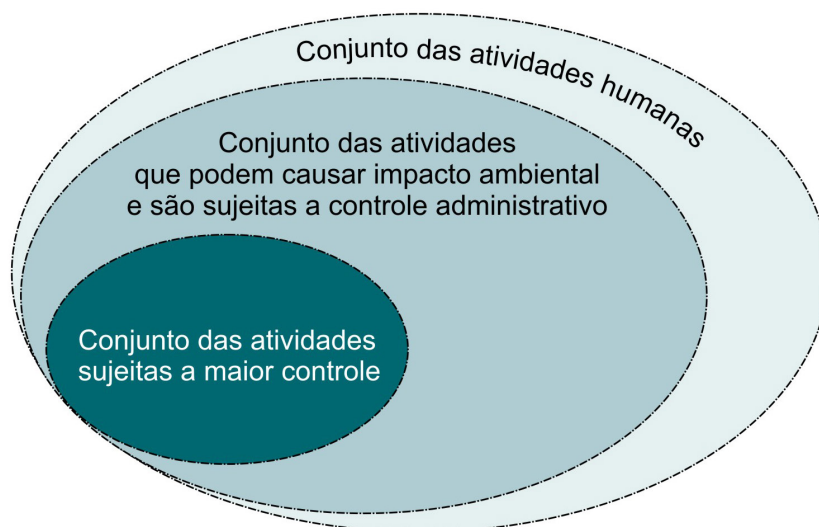 Conjunto das atividades humanas
Conjunto das atividades
que podem causar impacto ambiental
e são sujeitas a controle administrativo
Conjunto das atividades
sujeitas a maior controle